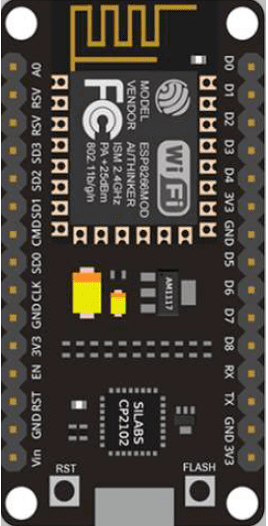 A0
RSV
RSV
SD3
SD2
SD1
CMD
SD0
CLK
GND
3V3
EN
RST
GND
Vin
MODEL ESP8266MOD
VENDOR AI/THINKER
ISM 2.4GHz
PA +25dBm
802.11b/g/n
FC
Wi Fi
D0
D1
D2
D3
D4
3V3
GND
D5
D6
D7
D8
RX
TX
GND
3V3
AM1117
SILABS
CP2102
RST
FLASH